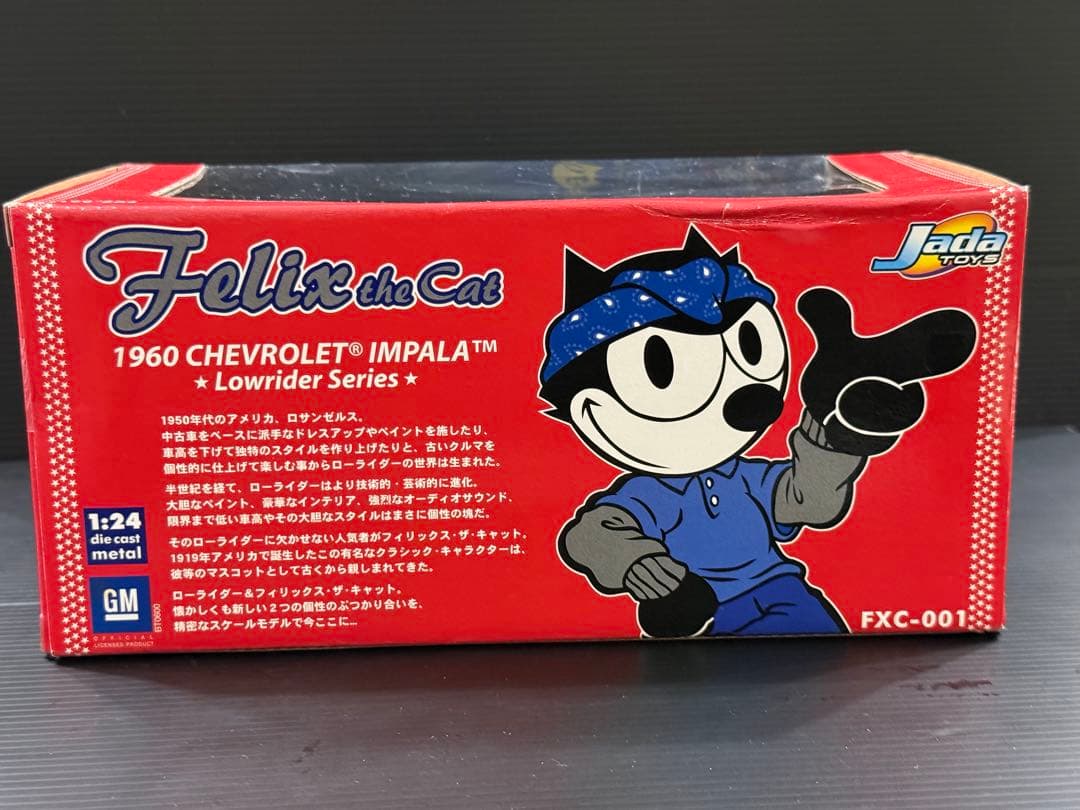 Felix the Cat
Jada
TOYS
1960 CHEVROLET® IMPALA™
★ Lowrider Series ★
1950年代のアメリカ、ロサンゼルス。
中古車をベースに派手なドレスアップやペイントを施したり、
車高を下げて独特のスタイルを作り上げたりと、古いクルマを
個性的に仕上げて楽しむ事からローライダーの世界は生まれた。
半世紀を経て、ローライダーはより技術的・芸術的に進化。
大胆なペイント、豪華なインテリア、強烈なオーディオサウンド、
限界まで低い車高やその大胆なスタイルはまさに個性の塊だ。
そのローライダーに欠かせない人気者がフィリックス・ザ・キャット。
1919年アメリカで誕生したこの有名なクラシック・キャラクターは、
彼等のマスコットとして古くから親しまれてきた。
ローライダー&フィリックス・ザ・キャット。
懐かしくも新しい2つの個性のぶつかり合いを、
精密なスケールモデルで今ここに...
1:24
die cast
metal
GM
OFFICIAL
LICENSED PRODUCT
BT0600
FXC-001